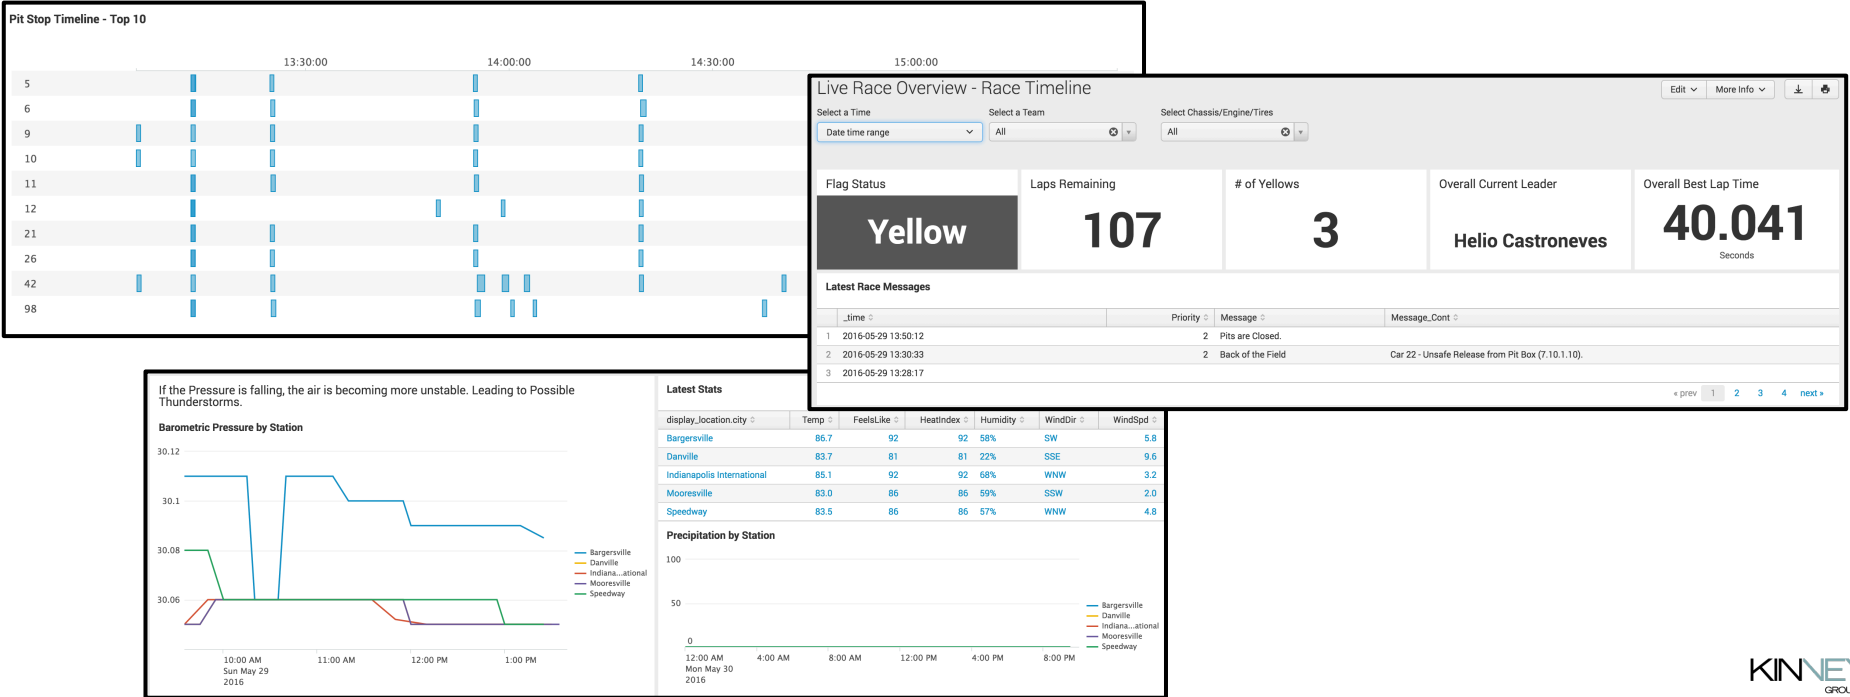 Pit Stop Timeline - Top 10
13:30:00 14:00:00 14:30:00 15:00:00
5
6
9
10
11
12
21
26
42
98
Live Race Overview - Race Timeline
Edit More Info
Select a Time Select a Team Select Chassis/Engine/Tires
Date time range All All
Flag Status Laps Remaining # of Yellows Overall Current Leader Overall Best Lap Time
Yellow 107 3 Helio Castroneves 40.041
Seconds
Latest Race Messages
_time Priority Message Message_Cont
1 2016-05-29 13:50:12 2 Pits are Closed.
2 2016-05-29 13:30:33 2 Back of the Field Car 22 - Unsafe Release from Pit Box (7.10.1.10).
3 2016-05-29 13:28:17
« prev 1 2 3 4 next »
If the Pressure is falling, the air is becoming more unstable. Leading to Possible
Thunderstorms.
Barometric Pressure by Station
30.12
30.1
30.08
30.06
10:00 AM 11:00 AM 12:00 PM 1:00 PM
Sun May 29
2016
Bargersville
Danville
Indiana...ational
Mooresville
Speedway
Latest Stats
display_location.city Temp FeelsLike HeatIndex Humidity WindDir WindSpd
Bargersville 86.7 92 92 58% SW 5.8
Danville 83.7 81 81 22% SSE 9.6
Indianapolis International 85.1 92 92 68% WNW 3.2
Mooresville 83.0 86 86 59% SSW 2.0
Speedway 83.5 86 86 57% WNW 4.8
Precipitation by Station
100
50
0
12:00 AM 4:00 AM 8:00 AM 12:00 PM 4:00 PM 8:00 PM
Mon May 30
2016
Bargersville
Danville
Indiana...ational
Mooresville
Speedway
KINNEY
GROU